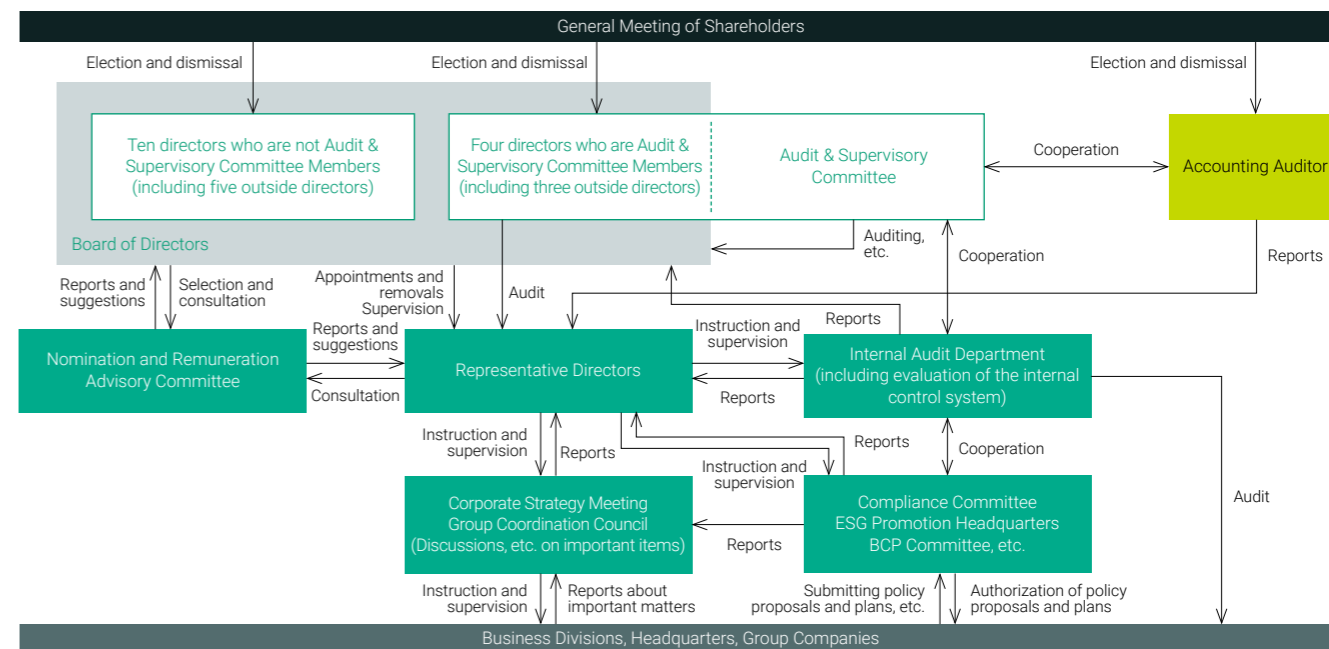 General Meeting of Shareholders
Election and dismissal
Election and dismissal
Election and dismissal
Ten directors who are not Audit &
Supervisory Committee Members
(including five outside directors)
Four directors who are Audit &
Supervisory Committee Members
(including three outside directors)
Audit & Supervisory
Committee
Cooperation
Accounting Auditor
Board of Directors
Auditing,
etc.
Cooperation
Reports
Reports and
suggestions
Selection and
consultation
Appointments and
removals
Supervision
Audit
Reports
Nomination and Remuneration
Advisory Committee
Reports and
suggestions
Consultation
Representative Directors
Instruction and
supervision
Reports
Internal Audit Department
(including evaluation of the internal
control system)
Instruction and
supervision
Reports
Reports
Instruction and
supervision
Cooperation
Audit
Corporate Strategy Meeting
Group Coordination Council
(Discussions, etc. on important items)
Reports
Compliance Committee
ESG Promotion Headquarters
BCP Committee, etc.
Instruction and
supervision
Reports about
important matters
Submitting policy
proposals and plans, etc.
Authorization of policy
proposals and plans
Business Divisions, Headquarters, Group Companies